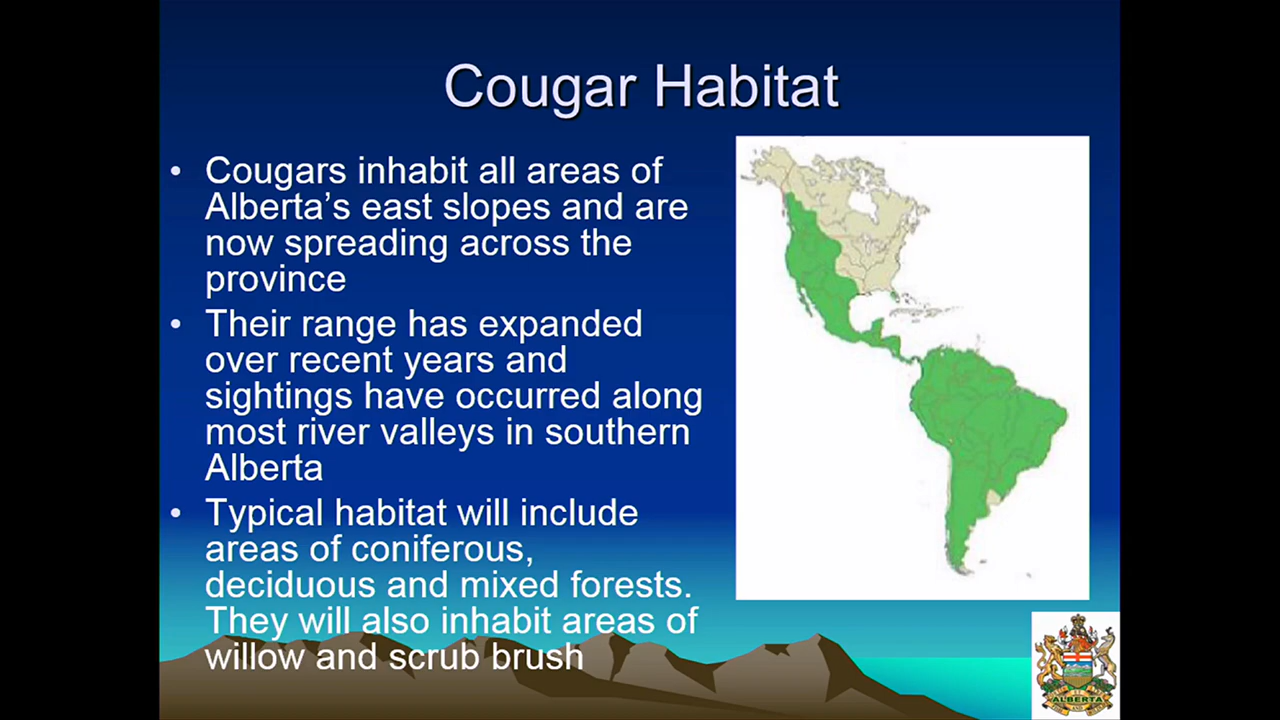 Cougar Habitat
• Cougars inhabit all areas of
Alberta’s east slopes and are
now spreading across the
province
• Their range has expanded
over recent years and
sightings have occurred along
most river valleys in southern
Alberta
• Typical habitat will include
areas of coniferous,
deciduous and mixed forests.
They will also inhabit areas of
willow and scrub brush
ALBERTA